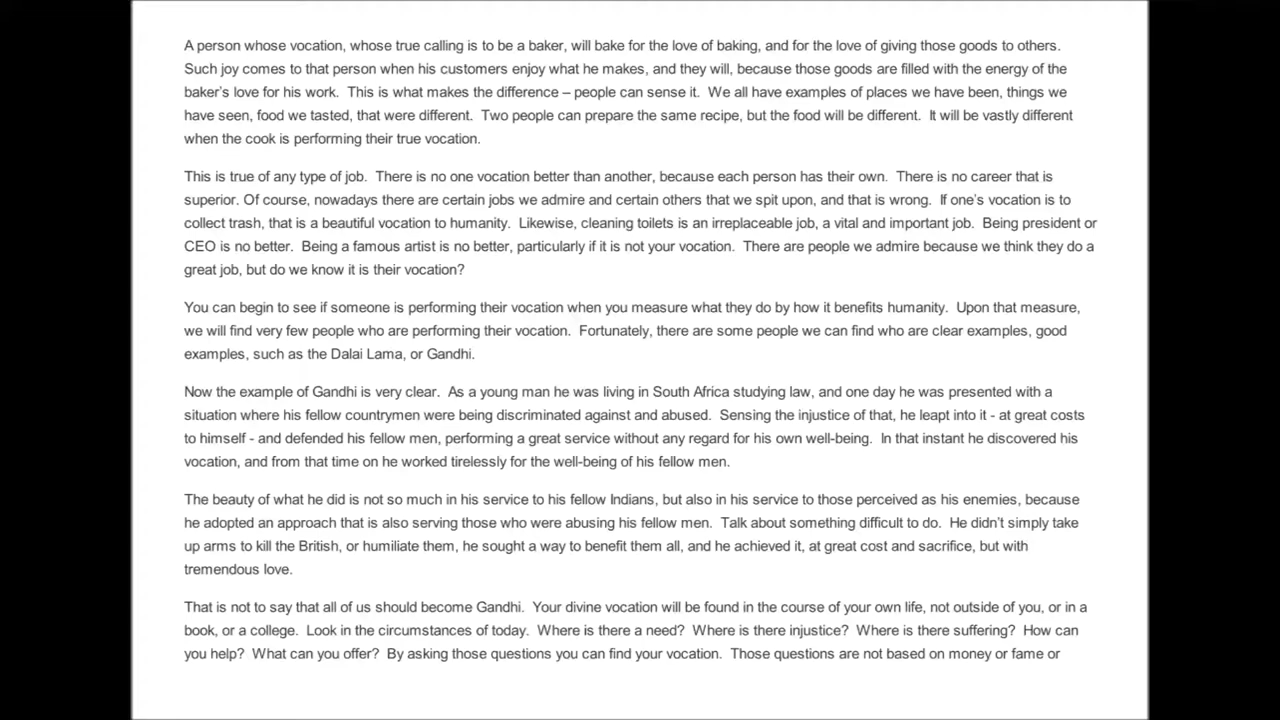 A person whose vocation, whose true calling is to be a baker, will bake for the love of baking, and for the love of giving those goods to others.
Such joy comes to that person when his customers enjoy what he makes, and they will, because those goods are filled with the energy of the
baker's love for his work.  This is what makes the difference – people can sense it.  We all have examples of places we have been, things we
have seen, food we tasted, that were different.  Two people can prepare the same recipe, but the food will be different.  It will be vastly different
when the cook is performing their true vocation.
This is true of any type of job.  There is no one vocation better than another, because each person has their own.  There is no career that is
superior. Of course, nowadays there are certain jobs we admire and certain others that we spit upon, and that is wrong.  If one's vocation is to
collect trash, that is a beautiful vocation to humanity.  Likewise, cleaning toilets is an irreplaceable job, a vital and important job.  Being president or
CEO is no better.  Being a famous artist is no better, particularly if it is not your vocation.  There are people we admire because we think they do a
great job, but do we know it is their vocation?
You can begin to see if someone is performing their vocation when you measure what they do by how it benefits humanity.  Upon that measure,
we will find very few people who are performing their vocation.  Fortunately, there are some people we can find who are clear examples, good
examples, such as the Dalai Lama, or Gandhi.
Now the example of Gandhi is very clear.  As a young man he was living in South Africa studying law, and one day he was presented with a
situation where his fellow countrymen were being discriminated against and abused.  Sensing the injustice of that, he leapt into it - at great costs
to himself - and defended his fellow men, performing a great service without any regard for his own well-being.  In that instant he discovered his
vocation, and from that time on he worked tirelessly for the well-being of his fellow men.
The beauty of what he did is not so much in his service to his fellow Indians, but also in his service to those perceived as his enemies, because
he adopted an approach that is also serving those who were abusing his fellow men.  Talk about something difficult to do.  He didn't simply take
up arms to kill the British, or humiliate them, he sought a way to benefit them all, and he achieved it, at great cost and sacrifice, but with
tremendous love.
That is not to say that all of us should become Gandhi.  Your divine vocation will be found in the course of your own life, not outside of you, or in a
book, or a college.  Look in the circumstances of today.  Where is there a need?  Where is there injustice?  Where is there suffering?  How can
you help?  What can you offer?  By asking those questions you can find your vocation.  Those questions are not based on money or fame or